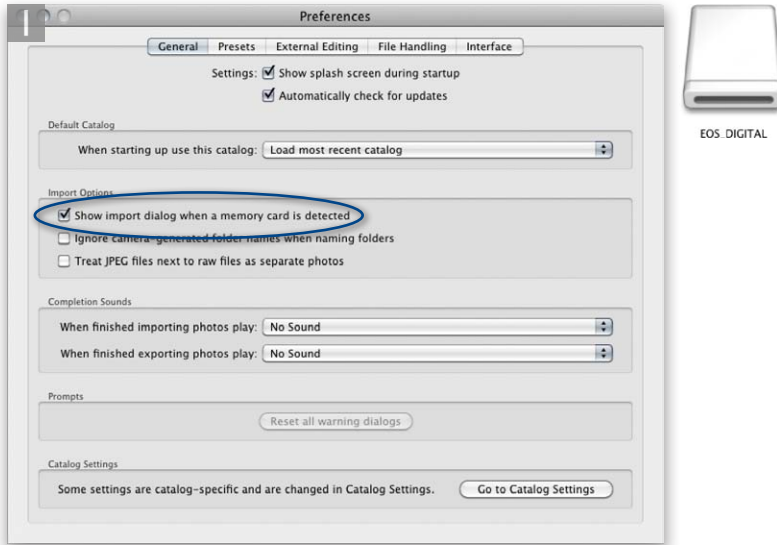 1
Preferences
General Presets External Editing File Handling Interface
Settings: Show splash screen during startup
Automatically check for updates
Default Catalog
When starting up use this catalog: Load most recent catalog
Import Options
Show import dialog when a memory card is detected
Ignore camera-generated folder names when naming folders
Treat JPEG files next to raw files as separate photos
Completion Sounds
When finished importing photos play: No Sound
When finished exporting photos play: No Sound
Prompts
Reset all warning dialogs
Catalog Settings
Some settings are catalog-specific and are changed in Catalog Settings. Go to Catalog Settings
EOS_DIGITAL